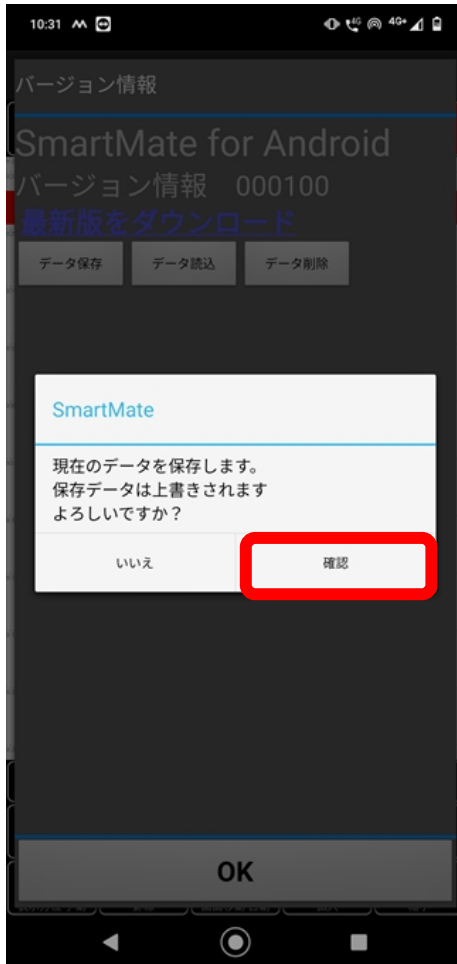 10:31
4G 4G+
バージョン情報
SmartMate for Android
バージョン情報 000100
最新版をダウンロード
データ保存 データ読込 データ削除
SmartMate
現在のデータを保存します。
保存データは上書きされます
よろしいですか？
いいえ 確認
OK